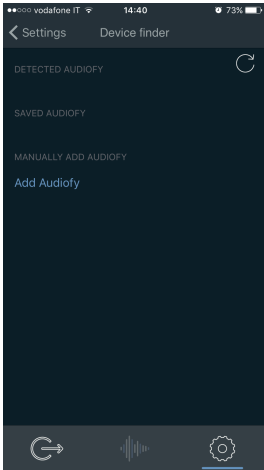 vodafone IT 14:40 73%
Settings Device finder
DETECTED AUDIOFY
SAVED AUDIOFY
MANUALLY ADD AUDIOFY
Add Audiofy